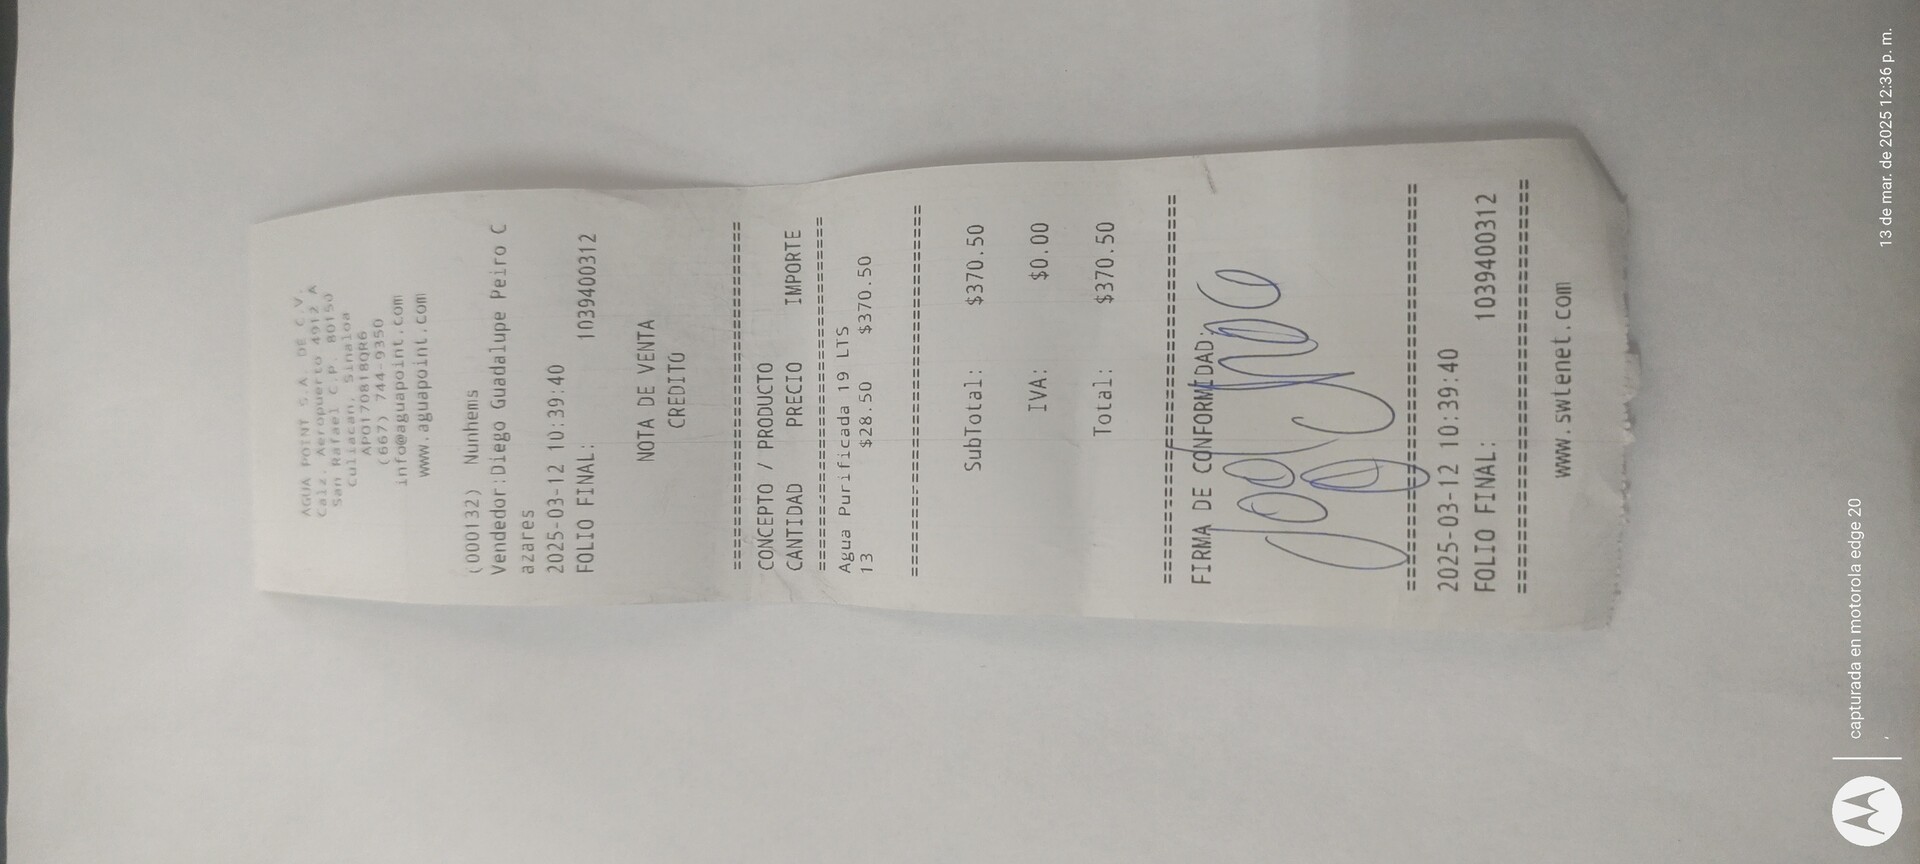 AGUA POINT S.A. DE C.V.
Calz. Aeropuerto 4912 A
San Rafael C.P. 80150
Culiacan, Sinaloa
APO170818QR6
(667) 744-9350
info@aguapoint.com
www.aguapoint.com
(000132) Nunhems
Vendedor:Diego Guadalupe Peiro C
azares
2025-03-12 10:39:40
FOLIO FINAL: 1039400312
NOTA DE VENTA
CREDITO
================================
CONCEPTO / PRODUCTO
CANTIDAD PRECIO IMPORTE
================================
Agua Purificada 19 LTS
13 $28.50 $370.50
================================
SubTotal: $370.50
IVA: $0.00
Total: $370.50
================================
FIRMA DE CONFORMIDAD:
================================
2025-03-12 10:39:40
FOLIO FINAL: 1039400312
================================
www.swtenet.com
capturada en motorola edge 20
13 de mar. de 2025 12:36 p. m.